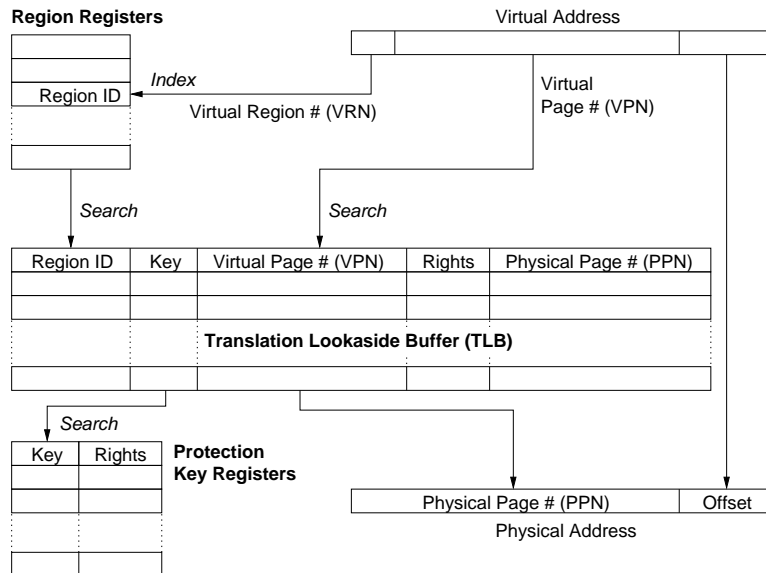 Region Registers
Virtual Address
Index
Region ID
Virtual Region # (VRN)
Virtual
Page # (VPN)
Search
Search
Region ID Key Virtual Page # (VPN) Rights Physical Page # (PPN)
Translation Lookaside Buffer (TLB)
Search
Key Rights
Protection
Key Registers
Physical Page # (PPN) Offset
Physical Address